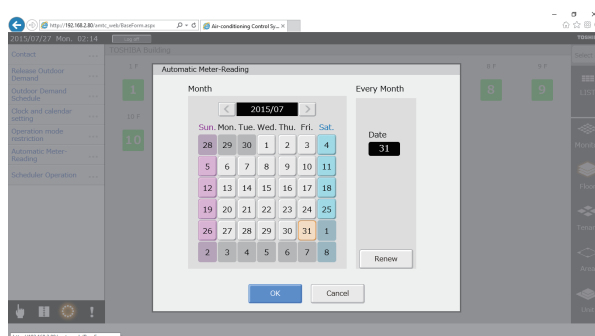 http://192.168.2.80/aentc_web/BaseForm.aspx
Air-conditioning Control Sy...
2015/07/27 Mon. 02:14
Log off
TOSHIBA Building
Contact
Release Outdoor
Demand
Outdoor Demand
Schedule
Clock and calendar
setting
Operation mode
restriction
Automatic Meter-
Reading
Scheduler Operation
1 F
8 F
9 F
1
8
9
10 F
10
Automatic Meter-Reading
Month
Every Month
< 2015/07 >
Sun. Mon. Tue. Wed. Thu. Fri. Sat.
28 29 30 1 2 3 4
5 6 7 8 9 10 11
12 13 14 15 16 17 18
19 20 21 22 23 24 25
26 27 28 29 30 31 1
2 3 4 5 6 7 8
Date
31
Renew
OK
Cancel